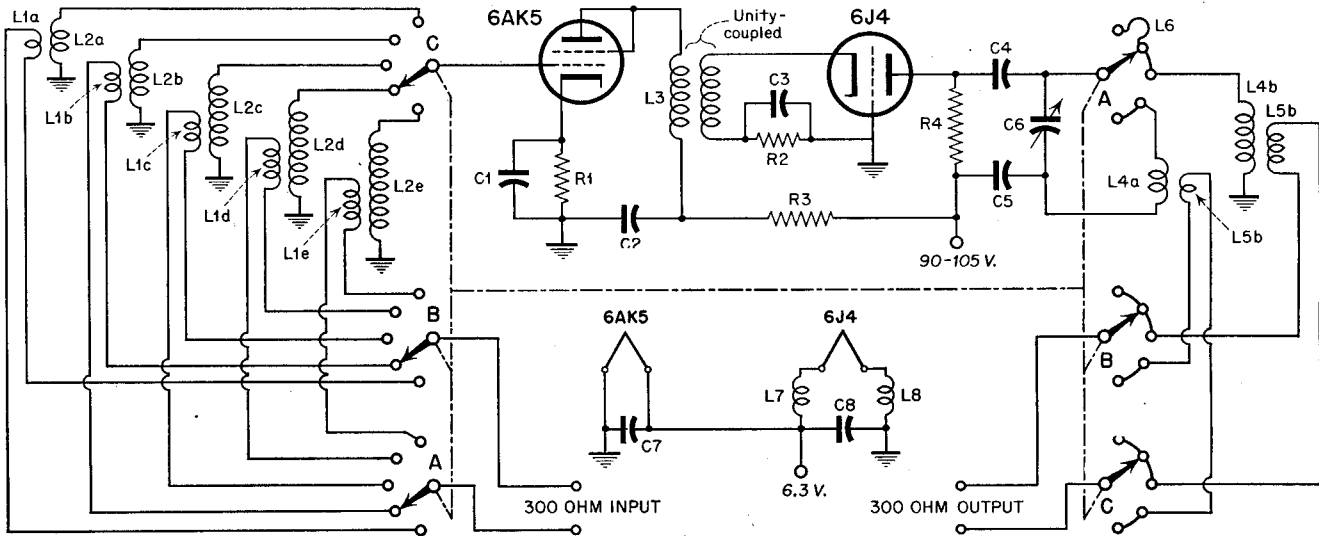 L1a
L2a
L2b
L1b
L2c
L1c
L2d
L1d
L2e
L1e
C
B
A
6AK5
Unity-
coupled
6J4
L3
C3
R2
C1
R1
C2
R3
R4
C4
C5
C6
90-105 V.
A
L6
L4b
L5b
L4a
L5b
B
C
6AK5
6J4
L7
C8
L8
C7
6.3 V.
300 OHM INPUT
300 OHM OUTPUT